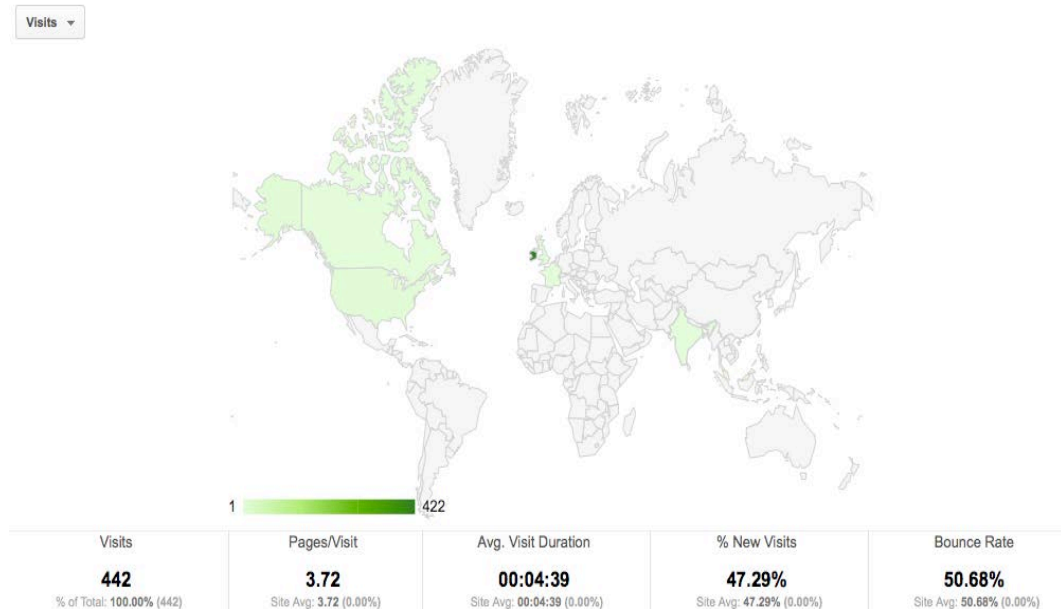 Visits
1 422
Visits Pages/Visit Avg. Visit Duration % New Visits Bounce Rate
442 3.72 00:04:39 47.29% 50.68%
% of Total: 100.00% (442) Site Avg: 3.72 (0.00%) Site Avg: 00:04:39 (0.00%) Site Avg: 47.29% (0.00%) Site Avg: 50.68% (0.00%)